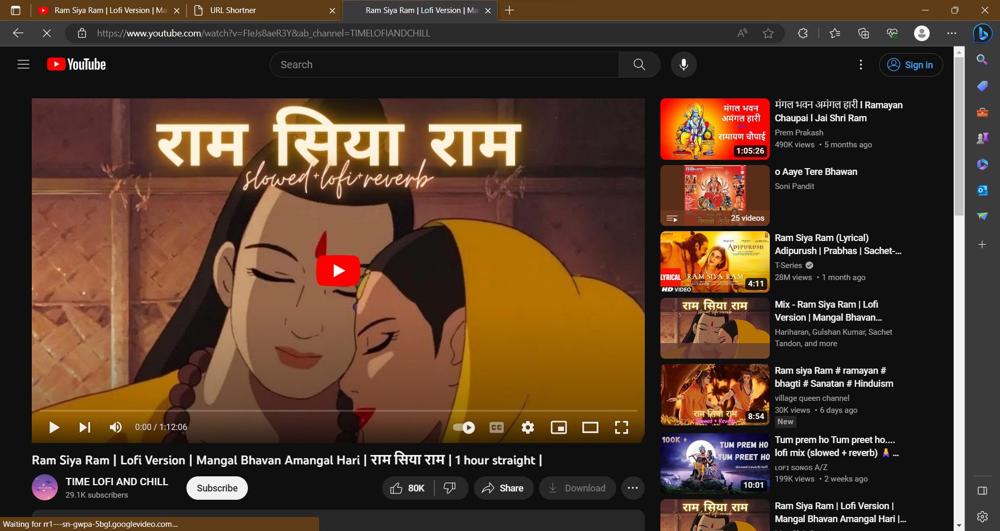 Ram Siya Ram | Lofi Version | Ma
URL Shortner
Ram Siya Ram | Lofi Version | Ma
https://www.youtube.com/watch?v=FIeJs8aeR3Y&ab_channel=TIMELOFIANDCHILL
YouTube
Search
Sign in
राम सिया राम
slowed+lofi+reverb
0:00 / 1:12:06
CC
Ram Siya Ram | Lofi Version | Mangal Bhavan Amangal Hari | राम सिया राम | 1 hour straight |
TIME LOFI AND CHILL
29.1K subscribers
Subscribe
80K
Share
Download
मंगल भवन
अमंगल हारी
रामायण चौपाई
1:05:26
मंगल भवन अमंगल हारी l Ramayan
Chaupai l Jai Shri Ram
Prem Prakash
490K views • 5 months ago
25 videos
o Aaye Tere Bhawan
Soni Pandit
ADIPURUSH
LYRICAL
RAM SIYA RAM
HD VIDEO
4:11
Ram Siya Ram (Lyrical)
Adipurush | Prabhas | Sachet-...
T-Series
28M views • 1 month ago
राम सिया राम
slowed+lofi+reverb
Mix - Ram Siya Ram | Lofi
Version | Mangal Bhavan...
Hariharan, Gulshan Kumar, Sachet
Tandon, and more
राम सिया राम
Slowed + Reverb
8:54
Ram siya Ram # ramayan #
bhagti # Sanatan # Hinduism
village queen channel
30K views • 6 days ago
New
100K +
TUM PREM HO
TUM PREET HO
slowed+reverb+lofi
10:01
Tum prem ho Tum preet ho....
lofi mix (slowed + reverb) 🧜‍♀️ ...
LOFI SONGS A/Z
199K views • 2 weeks ago
राम सिया राम
slowed+lofi+reverb
Ram Siya Ram | Lofi Version |
Mangal Bhavan Amangal Hari |...
Waiting for rr1---sn-gwpa-5bgl.googlevideo.com...